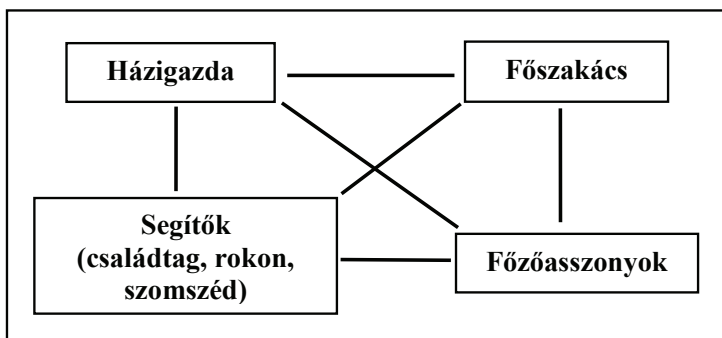 Házigazda
Főszakács
Segítők
(családtag, rokon,
szomszéd)
Főzőasszonyok